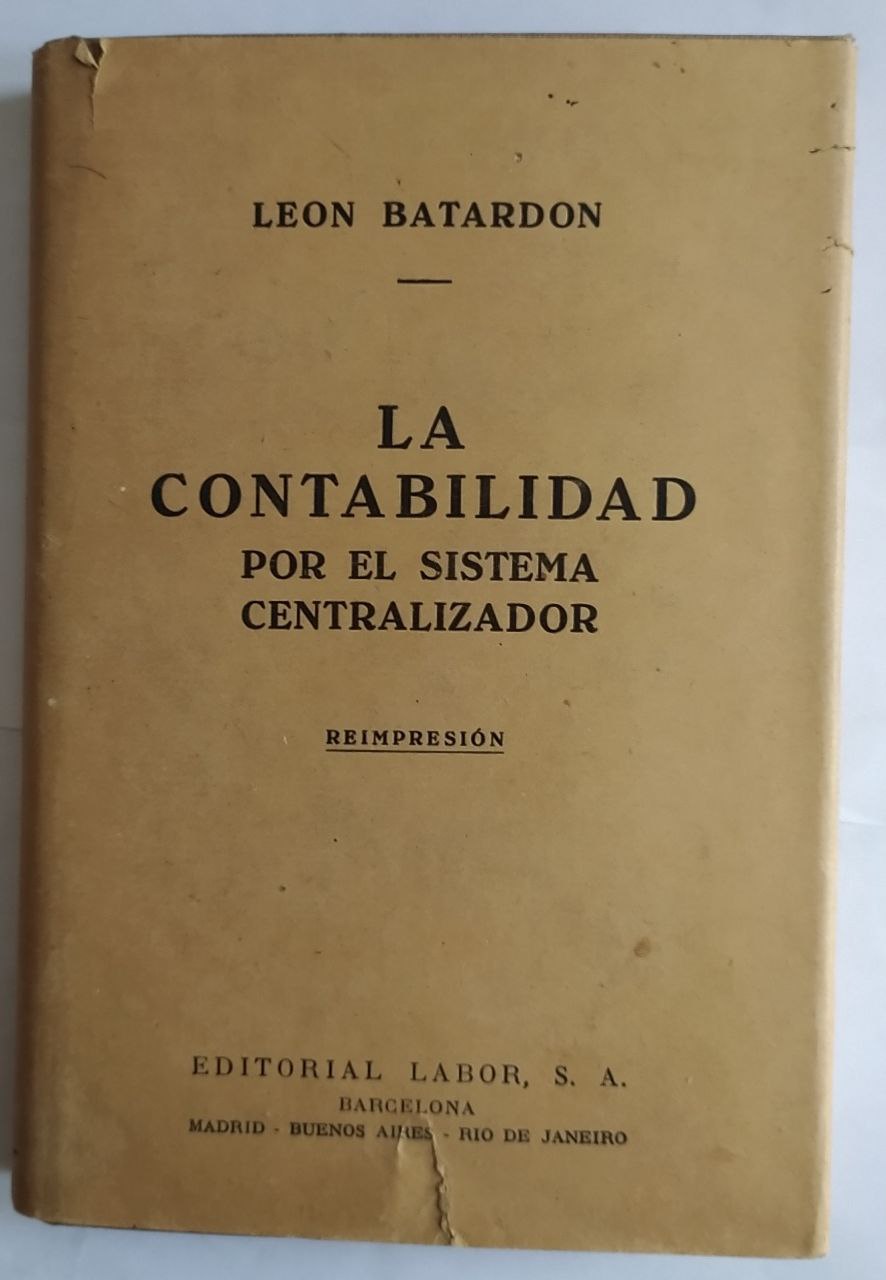 LEON BATARDON
LA
CONTABILIDAD
POR EL SISTEMA
CENTRALIZADOR
REIMPRESIÓN
EDITORIAL LABOR, S. A.
BARCELONA
MADRID - BUENOS AIRES - RIO DE JANEIRO